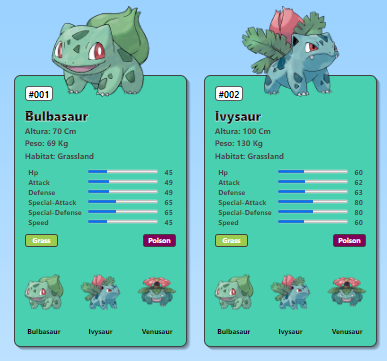 #001
Bulbasaur
Altura: 70 Cm
Peso: 69 Kg
Habitat: Grassland
Hp 45
Attack 49
Defense 49
Special-Attack 65
Special-Defense 65
Speed 45
Grass Poison
Bulbasaur Ivysaur Venusaur
#002
Ivysaur
Altura: 100 Cm
Peso: 130 Kg
Habitat: Grassland
Hp 60
Attack 62
Defense 63
Special-Attack 80
Special-Defense 80
Speed 60
Grass Poison
Bulbasaur Ivysaur Venusaur